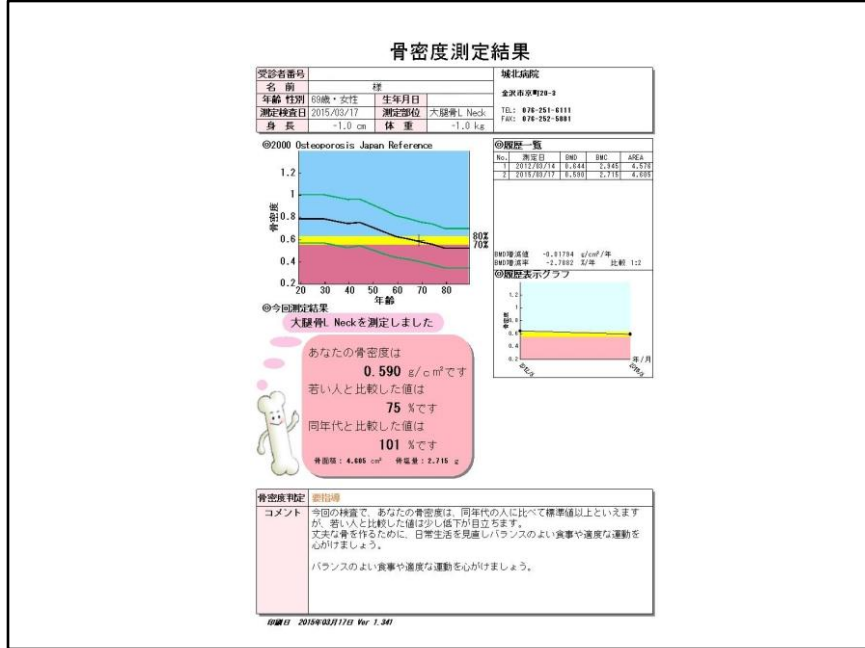 骨密度測定結果
受診者番号
名 前 様
年齢 性別 69歳・女性 生年月日
測定検査日 2015/03/17 測定部位 大腿骨L Neck
身 長 -1.0 cm 体 重 -1.0 kg
城北病院
金沢市京町20-3
TEL: 076-251-6111
FAX: 076-252-5881
◎2000 Osteoporosis Japan Reference
骨密度
1.2
1
0.8
0.6
0.4
0.2
80%
70%
20 30 40 50 60 70 80
年齢
◎履歴一覧
No. 測定日 BMD BMC AREA
1 2012/03/14 0.644 2.945 4.576
2 2015/03/17 0.590 2.715 4.605
BMD増減値 -0.01794 g/cm²/年
BMD増減率 -2.7882 %/年 比較 1:2
◎履歴表示グラフ
骨密度
1.2
1
0.8
0.6
0.4
0.2
年/月
◎今回測定結果
大腿骨L Neckを測定しました
あなたの骨密度は
0.590 g/cm²です
若い人と比較した値は
75 %です
同年代と比較した値は
101 %です
骨面積：4.605 cm² 骨塩量：2.715 g
骨密度判定 要指導
コメント 今回の検査で、あなたの骨密度は、同年代の人に比べて標準値以上といえます
が、若い人と比較した値は少し低下が目立ちます。
丈夫な骨を作るために、日常生活を見直しバランスのよい食事や適度な運動を
心がけましょう。
バランスのよい食事や適度な運動を心がけましょう。
印刷日 2015年03月17日 Ver 1.341